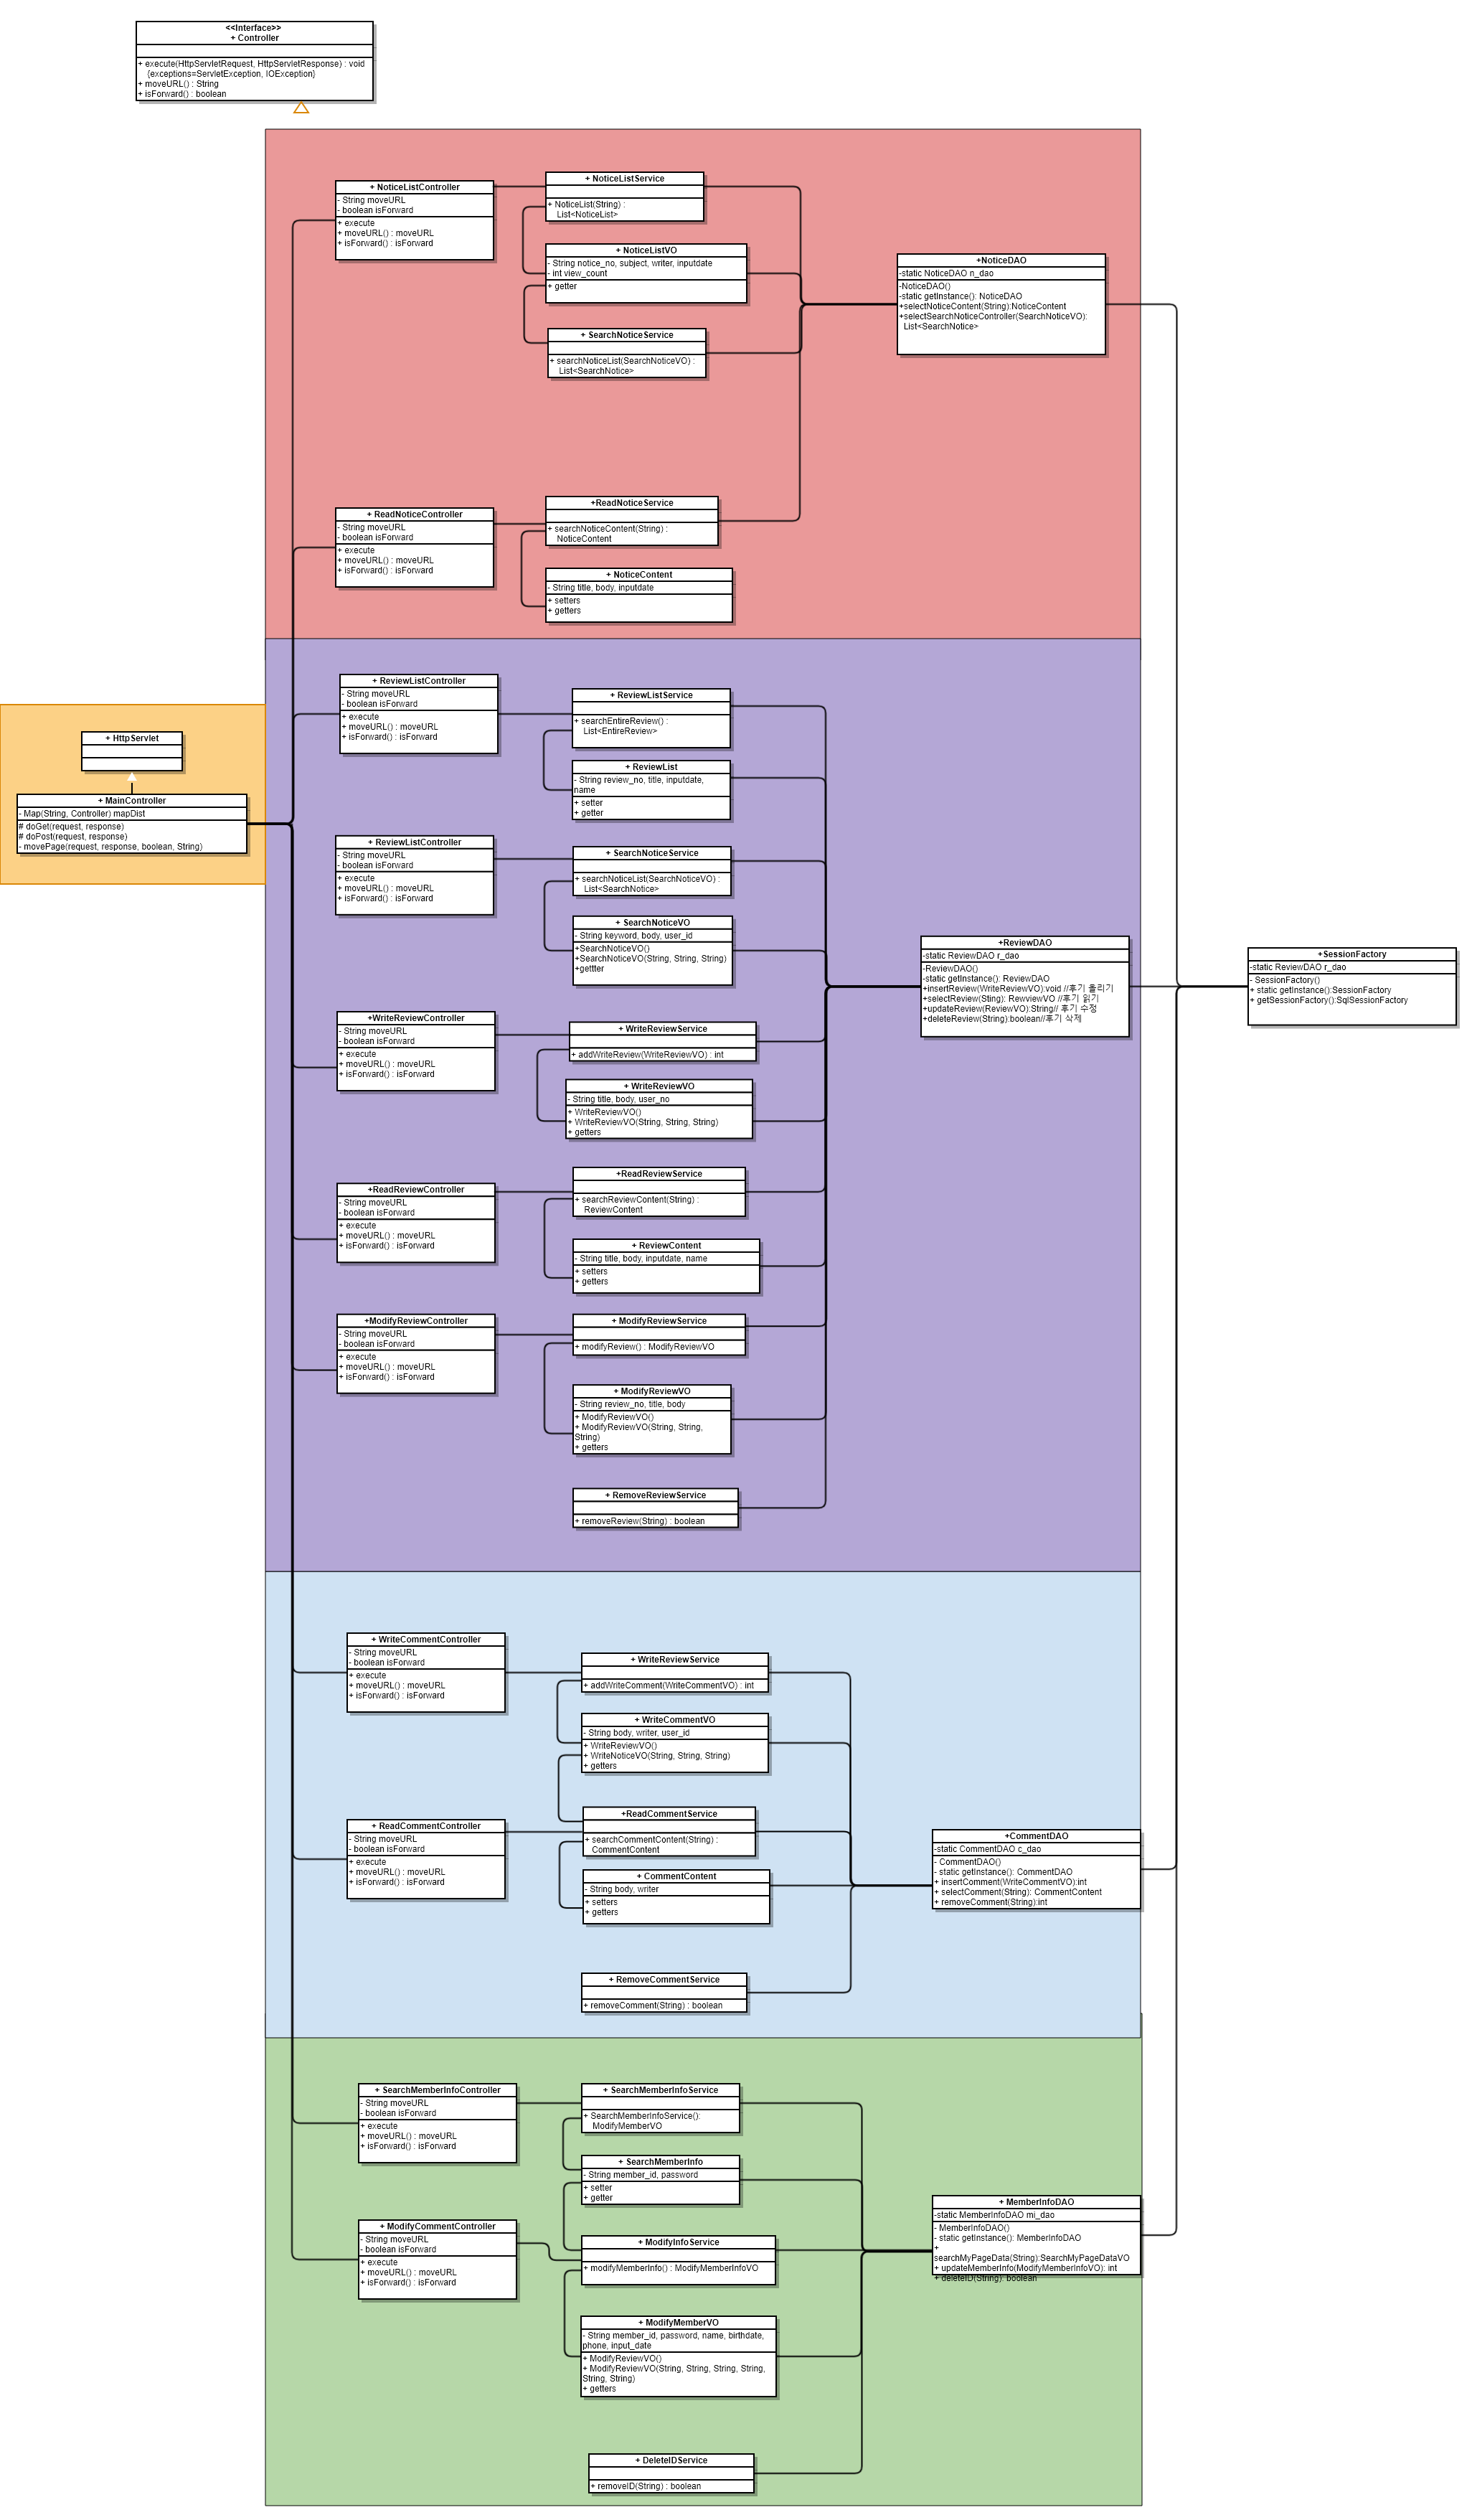 <<Interface>>
+ Controller
+ execute(HttpServletRequest, HttpServletResponse) : void
{exceptions=ServletException, IOException}
+ moveURL() : String
+ isForward() : boolean
+ NoticeListController
- String moveURL
- boolean isForward
+ execute
+ moveURL() : moveURL
+ isForward() : isForward
+ NoticeListService
+ NoticeList(String) :
List<NoticeList>
+ NoticeListVO
- String notice_no, subject, writer, inputdate
- int view_count
+ getter
+ SearchNoticeService
+ searchNoticeList(SearchNoticeVO) :
List<SearchNotice>
+NoticeDAO
-static NoticeDAO n_dao
-NoticeDAO()
-static getInstance(): NoticeDAO
+selectNoticeContent(String):NoticeContent
+selectSearchNoticeController(SearchNoticeVO):
List<SearchNotice>
+ ReadNoticeController
- String moveURL
- boolean isForward
+ execute
+ moveURL() : moveURL
+ isForward() : isForward
+ReadNoticeService
+ searchNoticeContent(String) :
NoticeContent
+ NoticeContent
- String title, body, inputdate
+ setters
+ getters
+ HttpServlet
+ MainController
- Map(String, Controller) mapDist
# doGet(request, response)
# doPost(request, response)
- movePage(request, response, boolean, String)
+ ReviewListController
- String moveURL
- boolean isForward
+ execute
+ moveURL() : moveURL
+ isForward() : isForward
+ ReviewListService
+ searchEntireReview() :
List<EntireReview>
+ ReviewList
- String review_no, title, inputdate,
name
+ setter
+ getter
+ ReviewListController
- String moveURL
- boolean isForward
+ execute
+ moveURL() : moveURL
+ isForward() : isForward
+ SearchNoticeService
+ searchNoticeList(SearchNoticeVO) :
List<SearchNotice>
+ SearchNoticeVO
- String keyword, body, user_id
+SearchNoticeVO()
+SearchNoticeVO(String, String, String)
+gettter
+ReviewDAO
-static ReviewDAO r_dao
-ReviewDAO()
-static getInstance(): ReviewDAO
+insertReview(WriteReviewVO):void //후기 올리기
+selectReview(Sting): RewviewVO //후기 읽기
+updateReview(ReviewVO):String// 후기 수정
+deleteReview(String):boolean//후기 삭제
+SessionFactory
-static ReviewDAO r_dao
- SessionFactory()
+ static getInstance():SessionFactory
+ getSessionFactory():SqlSessionFactory
+WriteReviewController
- String moveURL
- boolean isForward
+ execute
+ moveURL() : moveURL
+ isForward() : isForward
+ WriteReviewService
+ addWriteReview(WriteReviewVO) : int
+ WriteReviewVO
- String title, body, user_no
+ WriteReviewVO()
+ WriteReviewVO(String, String, String)
+ getters
+ReadReviewController
- String moveURL
- boolean isForward
+ execute
+ moveURL() : moveURL
+ isForward() : isForward
+ReadReviewService
+ searchReviewContent(String) :
ReviewContent
+ ReviewContent
- String title, body, inputdate, name
+ setters
+ getters
+ModifyReviewController
- String moveURL
- boolean isForward
+ execute
+ moveURL() : moveURL
+ isForward() : isForward
+ ModifyReviewService
+ modifyReview() : ModifyReviewVO
+ ModifyReviewVO
- String review_no, title, body
+ ModifyReviewVO()
+ ModifyReviewVO(String, String,
String)
+ getters
+ RemoveReviewService
+ removeReview(String) : boolean
+ WriteCommentController
- String moveURL
- boolean isForward
+ execute
+ moveURL() : moveURL
+ isForward() : isForward
+ WriteReviewService
+ addWriteComment(WriteCommentVO) : int
+ WriteCommentVO
- String body, writer, user_id
+ WriteReviewVO()
+ WriteNoticeVO(String, String, String)
+ getters
+ ReadCommentController
- String moveURL
- boolean isForward
+ execute
+ moveURL() : moveURL
+ isForward() : isForward
+ReadCommentService
+ searchCommentContent(String) :
CommentContent
+ CommentContent
- String body, writer
+ setters
+ getters
+CommentDAO
-static CommentDAO c_dao
- CommentDAO()
- static getInstance(): CommentDAO
+ insertComment(WriteCommentVO):int
+ selectComment(String): CommentContent
+ removeComment(String):int
+ RemoveCommentService
+ removeComment(String) : boolean
+ SearchMemberInfoController
- String moveURL
- boolean isForward
+ execute
+ moveURL() : moveURL
+ isForward() : isForward
+ SearchMemberInfoService
+ SearchMemberInfoService():
ModifyMemberVO
+ SearchMemberInfo
- String member_id, password
+ setter
+ getter
+ ModifyCommentController
- String moveURL
- boolean isForward
+ execute
+ moveURL() : moveURL
+ isForward() : isForward
+ ModifyInfoService
+ modifyMemberInfo() : ModifyMemberInfoVO
+ MemberInfoDAO
-static MemberInfoDAO mi_dao
- MemberInfoDAO()
- static getInstance(): MemberInfoDAO
+
searchMyPageData(String):SearchMyPageDataVO
+ updateMemberInfo(ModifyMemberInfoVO): int
+ deleteID(String): boolean
+ ModifyMemberVO
- String member_id, password, name, birthdate,
phone, input_date
+ ModifyReviewVO()
+ ModifyReviewVO(String, String, String, String,
String, String)
+ getters
+ DeleteIDService
+ removeID(String) : boolean